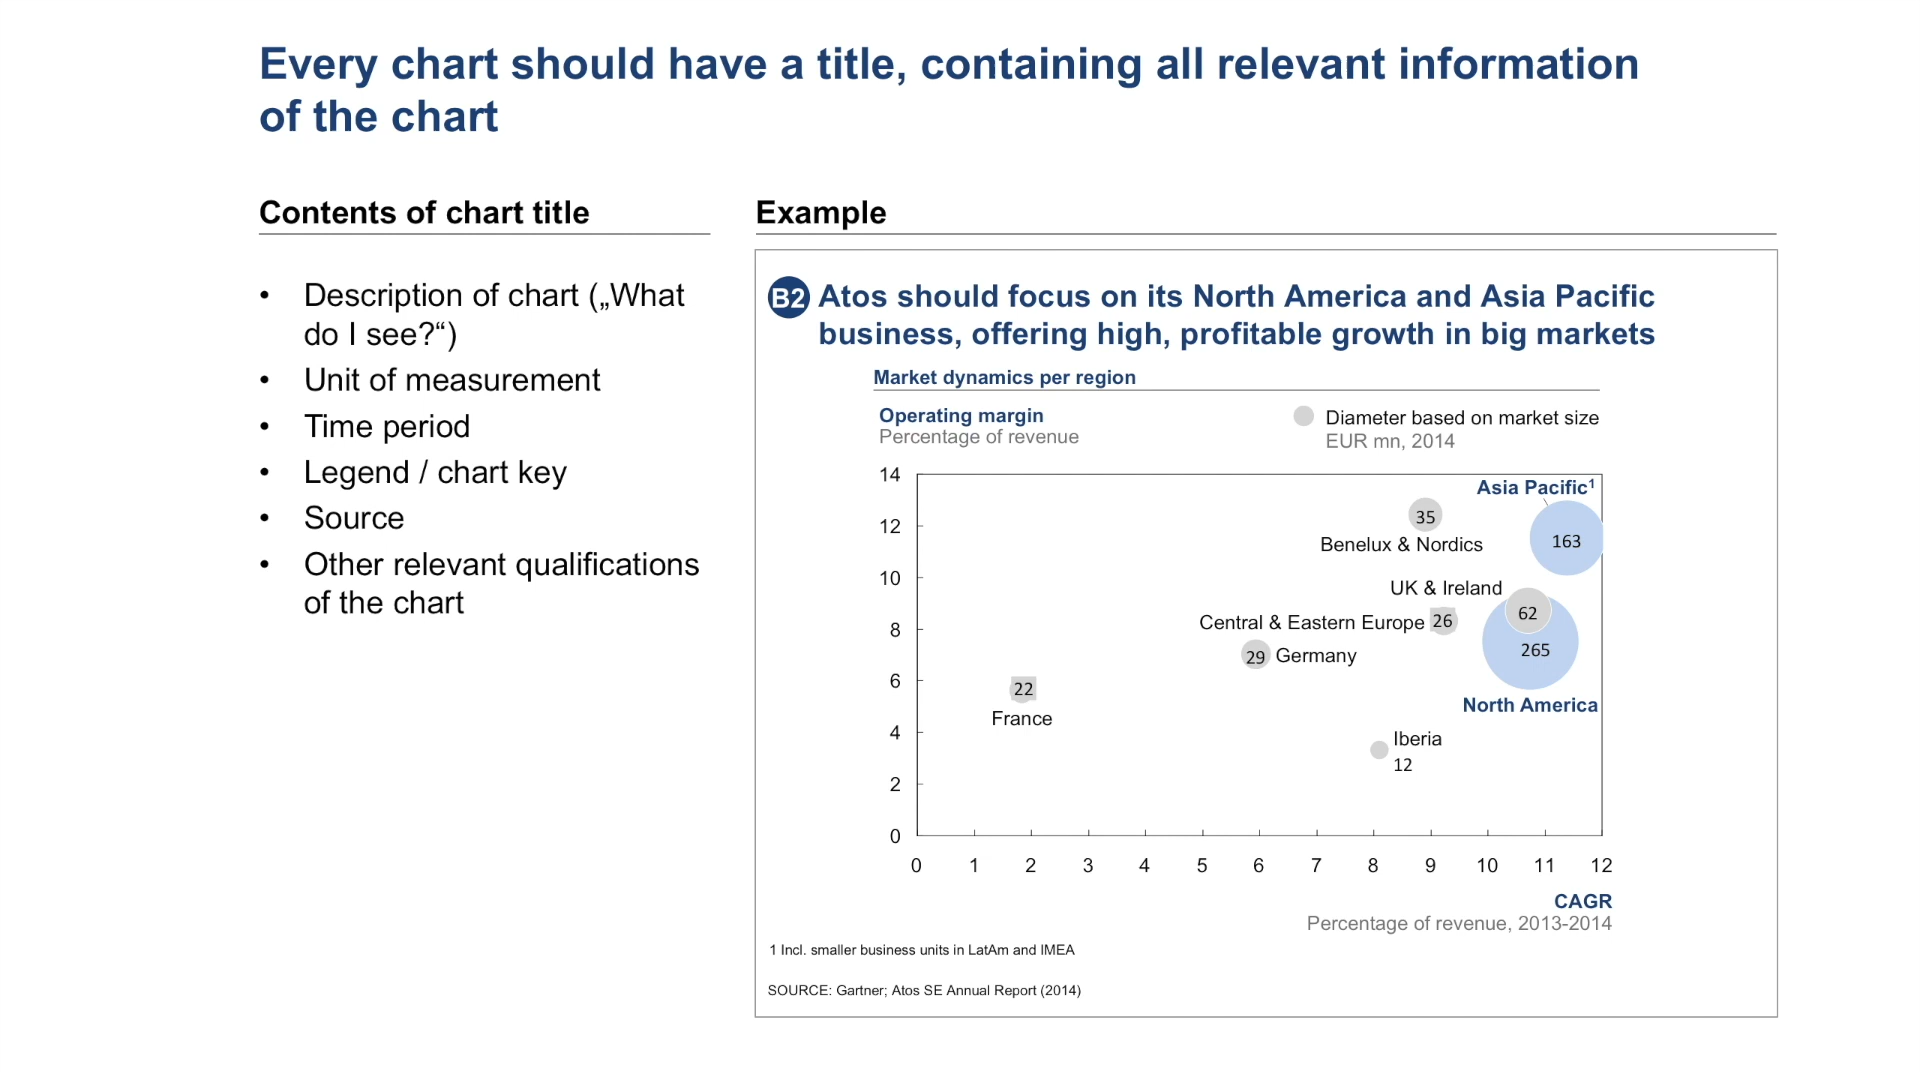 Every chart should have a title, containing all relevant information
of the chart
Contents of chart title
• Description of chart („What
do I see?“)
• Unit of measurement
• Time period
• Legend / chart key
• Source
• Other relevant qualifications
of the chart
Example
B2 Atos should focus on its North America and Asia Pacific
business, offering high, profitable growth in big markets
Market dynamics per region
Operating margin
Percentage of revenue
Diameter based on market size
EUR mn, 2014
14
12
10
8
6
4
2
0
Asia Pacific¹
163
35
Benelux & Nordics
UK & Ireland
62
Central & Eastern Europe 26
265
29 Germany
22
France
North America
Iberia
12
0 1 2 3 4 5 6 7 8 9 10 11 12
CAGR
Percentage of revenue, 2013-2014
1 Incl. smaller business units in LatAm and IMEA
SOURCE: Gartner; Atos SE Annual Report (2014)